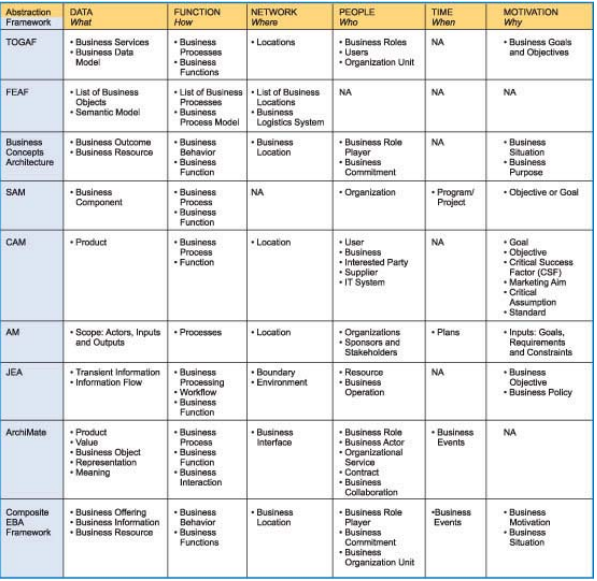 Abstraction DATA FUNCTION NETWORK PEOPLE TIME MOTIVATION
Framework What How Where Who When Why
TOGAF • Business Services • Business • Locations • Business Roles NA • Business Goals
• Business Data Processes • Users and Objectives
Model • Business • Organization Unit
Functions
FEAF • List of Business • List of Business • List of Business NA NA NA
Objects Processes Locations
• Semantic Model • Business • Business
Process Model Logistics System
Business • Business Outcome • Business • Business • Business Role NA • Business
Concepts • Business Resource Behavior Location Player Situation
Architecture • Business • Business • Business
Function Commitment Purpose
SAM • Business • Business NA • Organization • Program/ • Objective or Goal
Component Process Project
• Business
Function
CAM • Product • Business • Location • User NA • Goal
Process • Business • Objective
• Function • Interested Party • Critical Success
• Supplier Factor (CSF)
• IT System • Marketing Aim
• Critical
Assumption
• Standard
AM • Scope: Actors, Inputs • Processes • Location • Organizations • Plans • Inputs: Goals,
and Outputs • Sponsors and Requirements
Stakeholders and Constraints
JEA • Transient Information • Business • Boundary • Resource NA • Business
• Information Flow Processing • Environment • Business Objective
• Workflow Operation • Business Policy
• Business
Function
ArchiMate • Product • Business • Business • Business Role • Business NA
• Value Process Interface • Business Actor Events
• Business Object • Business • Organizational
• Representation Function Service
• Meaning • Business • Contract
Interaction • Business
Collaboration
Composite • Business Offering • Business • Business • Business Role •Business • Business
EBA • Business Information Behavior Location Player Events Motivation
Framework • Business Resource • Business • Business • Business
Functions Commitment Situation
• Business
Organization Unit